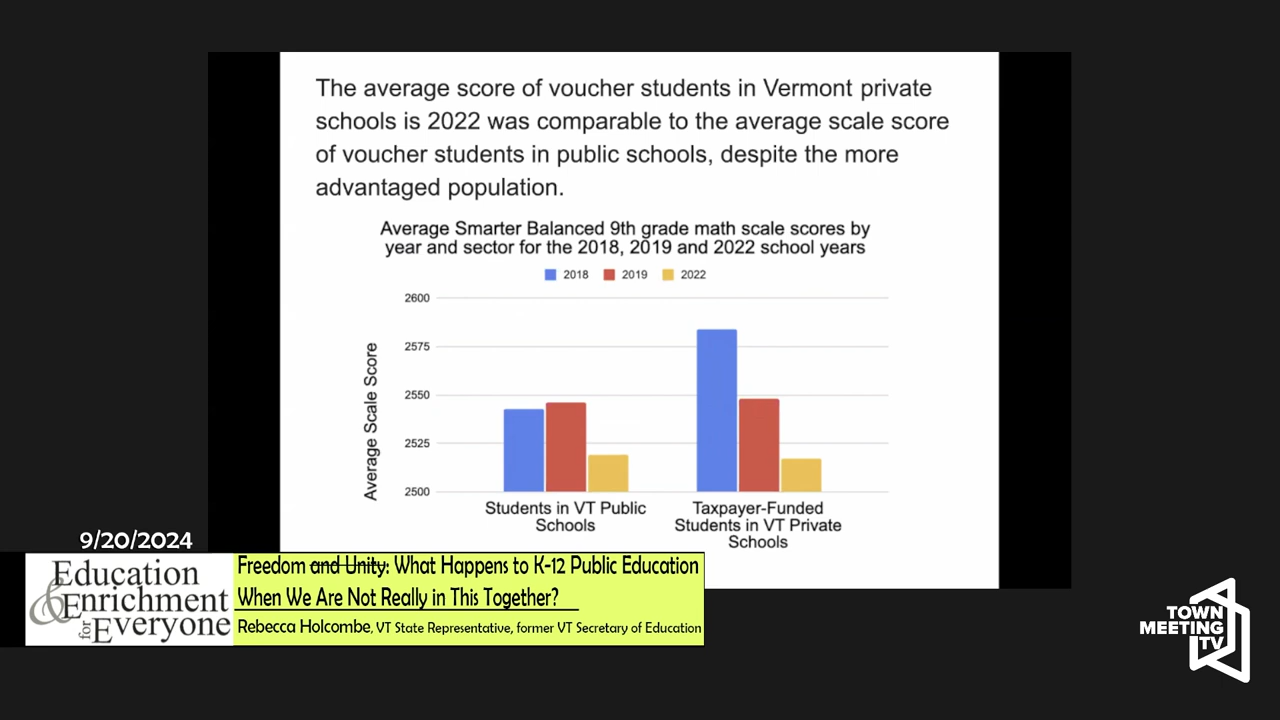 The average score of voucher students in Vermont private
schools is 2022 was comparable to the average scale score
of voucher students in public schools, despite the more
advantaged population.
Average Smarter Balanced 9th grade math scale scores by
year and sector for the 2018, 2019 and 2022 school years
2018 2019 2022
2600
2575
2550
2525
2500
Average Scale Score
Students in VT Public
Schools
Taxpayer-Funded
Students in VT Private
Schools
9/20/2024
Education
& Enrichment
for Everyone
Freedom and Unity: What Happens to K-12 Public Education
When We Are Not Really in This Together?
Rebecca Holcombe, VT State Representative, former VT Secretary of Education
TOWN
MEETING
TV